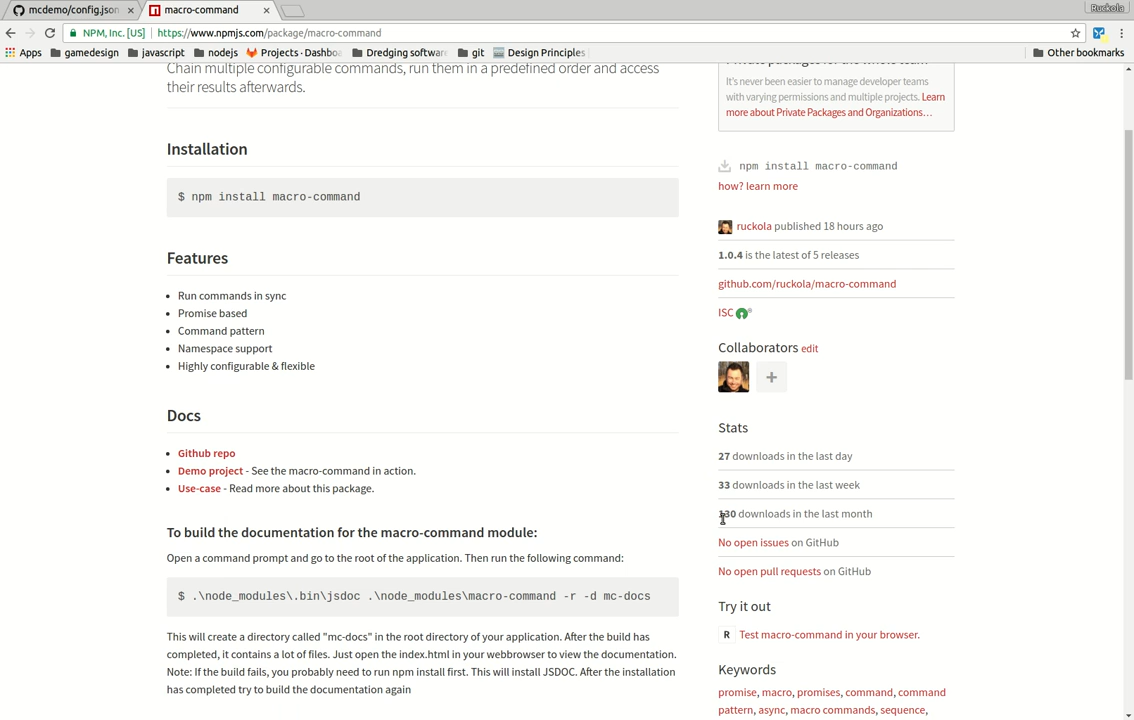 mcdemo/config.json
macro-command
Ruckola
NPM, Inc. [US]
https://www.npmjs.com/package/macro-command
Apps
gamedesign
javascript
nodejs
Projects · Dashbo
Dredging software
git
Design Principles
Other bookmarks
Chain multiple configurable commands, run them in a predefined order and access
their results afterwards.
Installation
$ npm install macro-command
Features
Run commands in sync
Promise based
Command pattern
Namespace support
Highly configurable & flexible
Docs
Github repo
Demo project - See the macro-command in action.
Use-case - Read more about this package.
To build the documentation for the macro-command module:
Open a command prompt and go to the root of the application. Then run the following command:
$ .\node_modules\.bin\jsdoc .\node_modules\macro-command -r -d mc-docs
This will create a directory called "mc-docs" in the root directory of your application. After the build has
completed, it contains a lot of files. Just open the index.html in your webbrowser to view the documentation.
Note: If the build fails, you probably need to run npm install first. This will install JSDOC. After the installation
has completed try to build the documentation again
Private packages for the whole team
It's never been easier to manage developer teams
with varying permissions and multiple projects. Learn
more about Private Packages and Organizations…
npm install macro-command
how? learn more
ruckola published 18 hours ago
1.0.4 is the latest of 5 releases
github.com/ruckola/macro-command
ISC
Collaborators edit
+
Stats
27 downloads in the last day
33 downloads in the last week
130 downloads in the last month
No open issues on GitHub
No open pull requests on GitHub
Try it out
R Test macro-command in your browser.
Keywords
promise, macro, promises, command, command
pattern, async, macro commands, sequence,